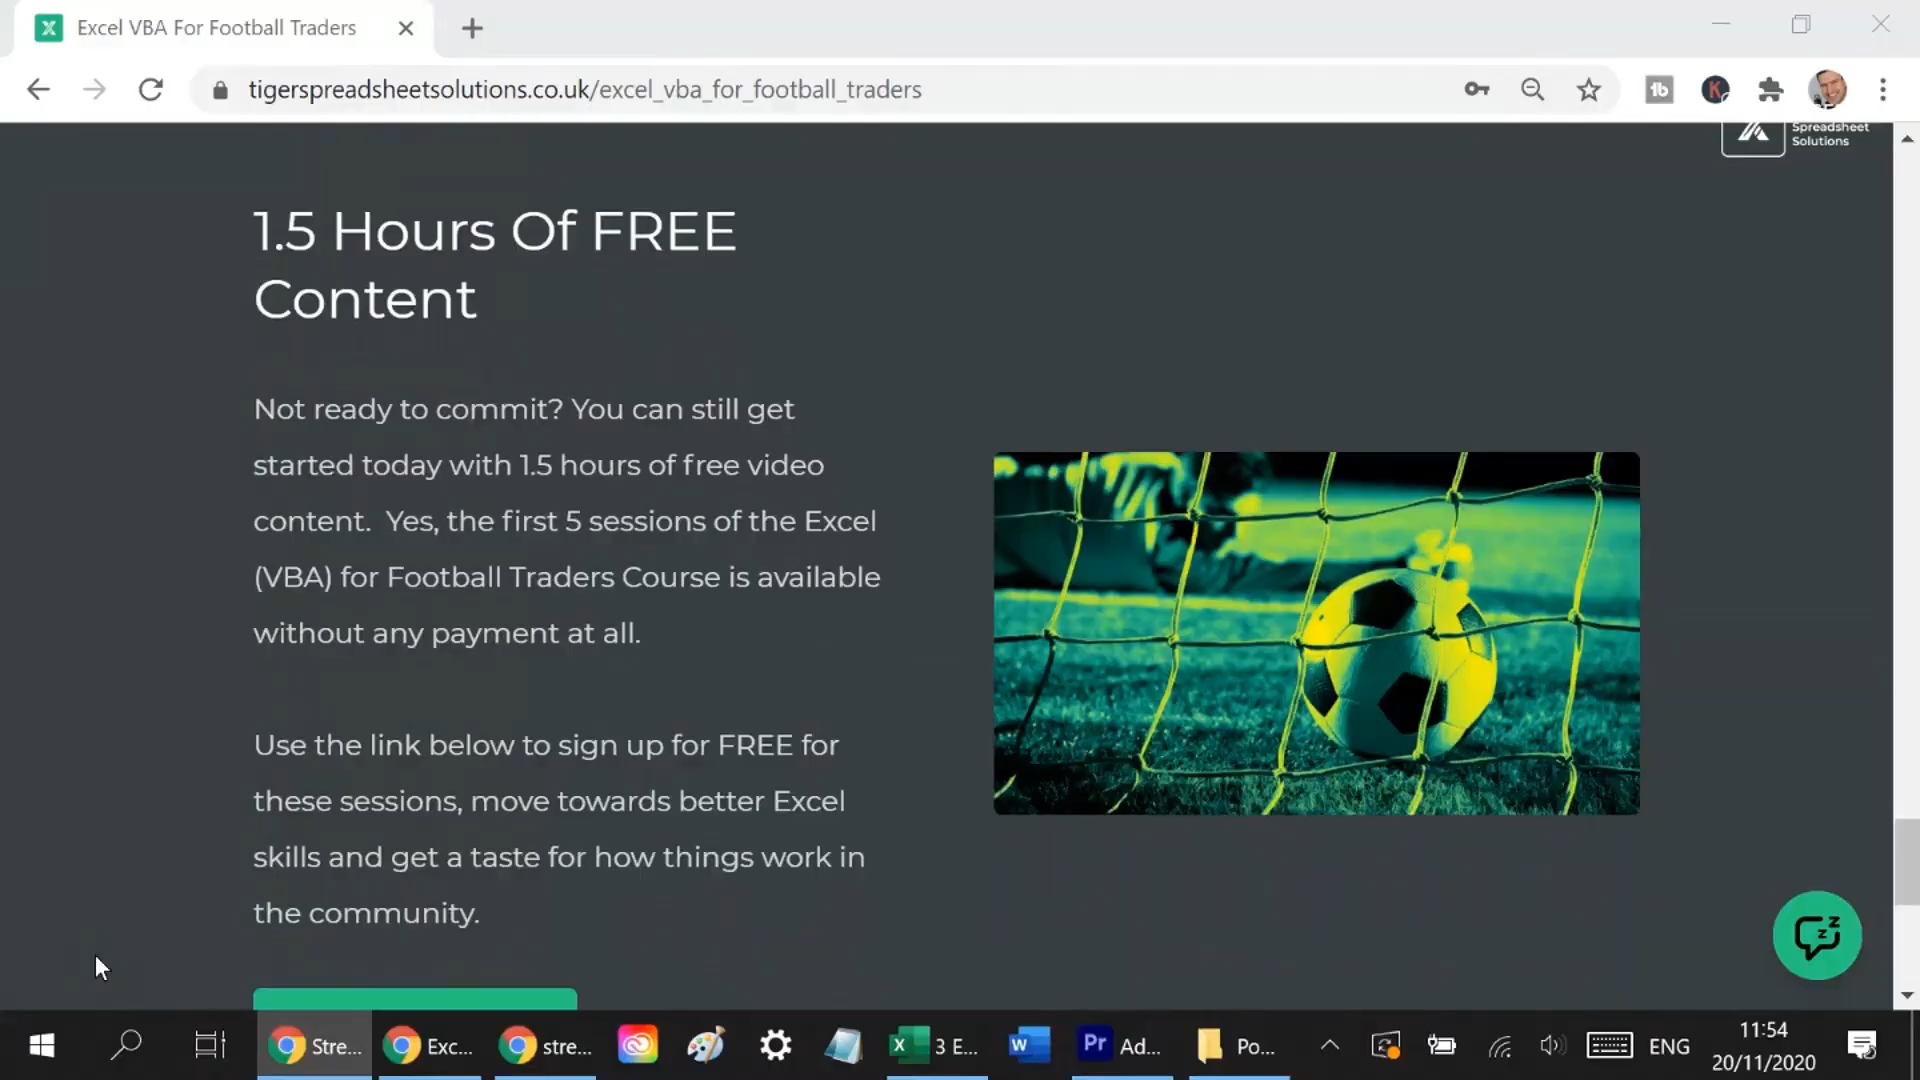 Excel VBA For Football Traders
tigerspreadsheetsolutions.co.uk/excel_vba_for_football_traders
Spreadsheet
Solutions
1.5 Hours Of FREE
Content
Not ready to commit? You can still get
started today with 1.5 hours of free video
content.  Yes, the first 5 sessions of the Excel
(VBA) for Football Traders Course is available
without any payment at all.
Use the link below to sign up for FREE for
these sessions, move towards better Excel
skills and get a taste for how things work in
the community.
Stre...
Exc...
stre...
3 E...
Ad...
Po...
ENG
11:54
20/11/2020